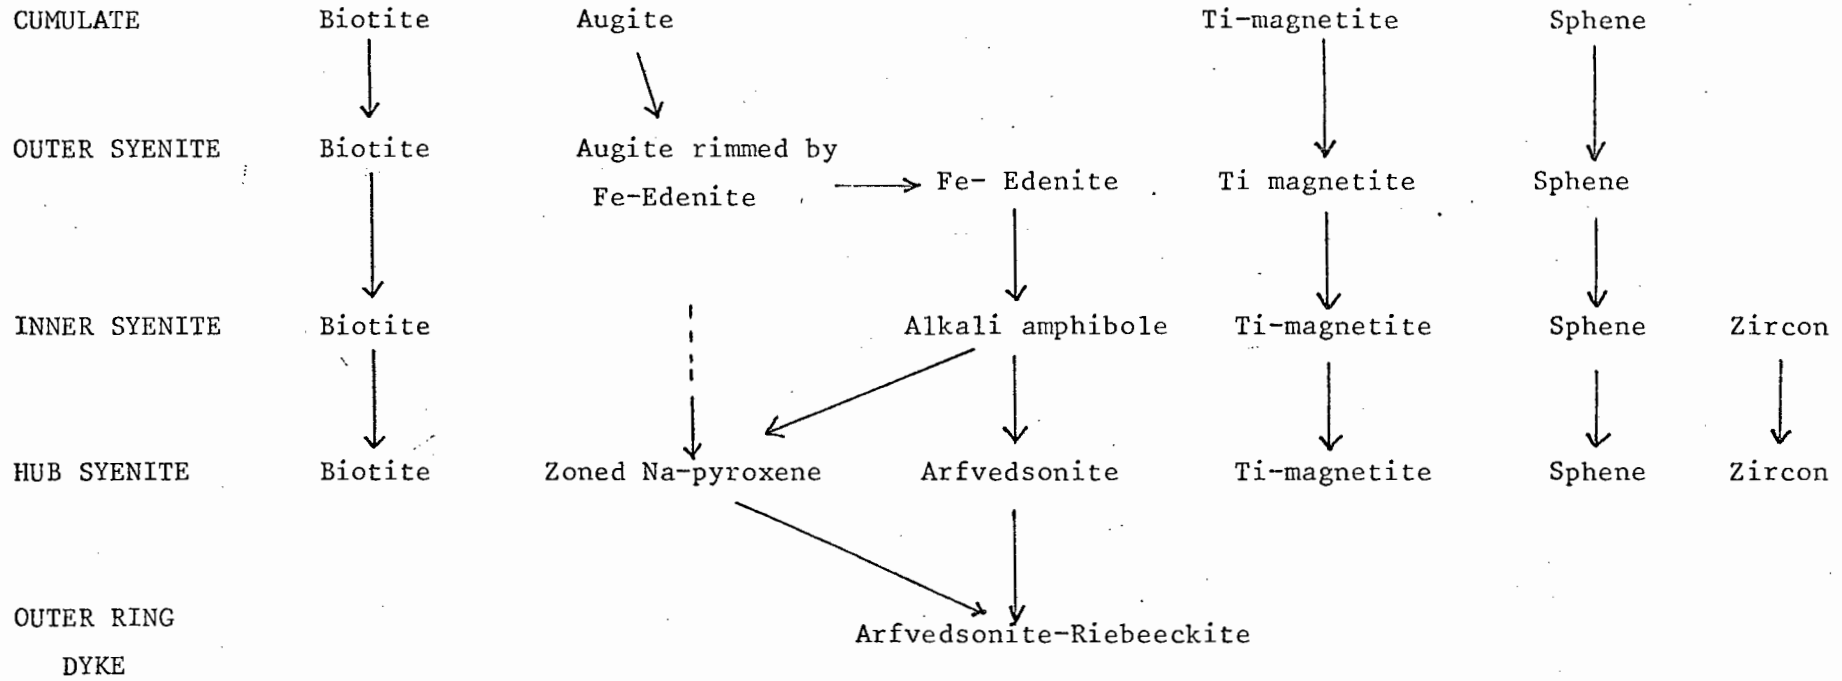 CUMULATE Biotite Augite Ti-magnetite Sphene
OUTER SYENITE Biotite Augite rimmed by
Fe-Edenite Fe- Edenite Ti magnetite Sphene
INNER SYENITE Biotite Alkali amphibole Ti-magnetite Sphene Zircon
HUB SYENITE Biotite Zoned Na-pyroxene Arfvedsonite Ti-magnetite Sphene Zircon
OUTER RING
DYKE
Arfvedsonite-Riebeeckite